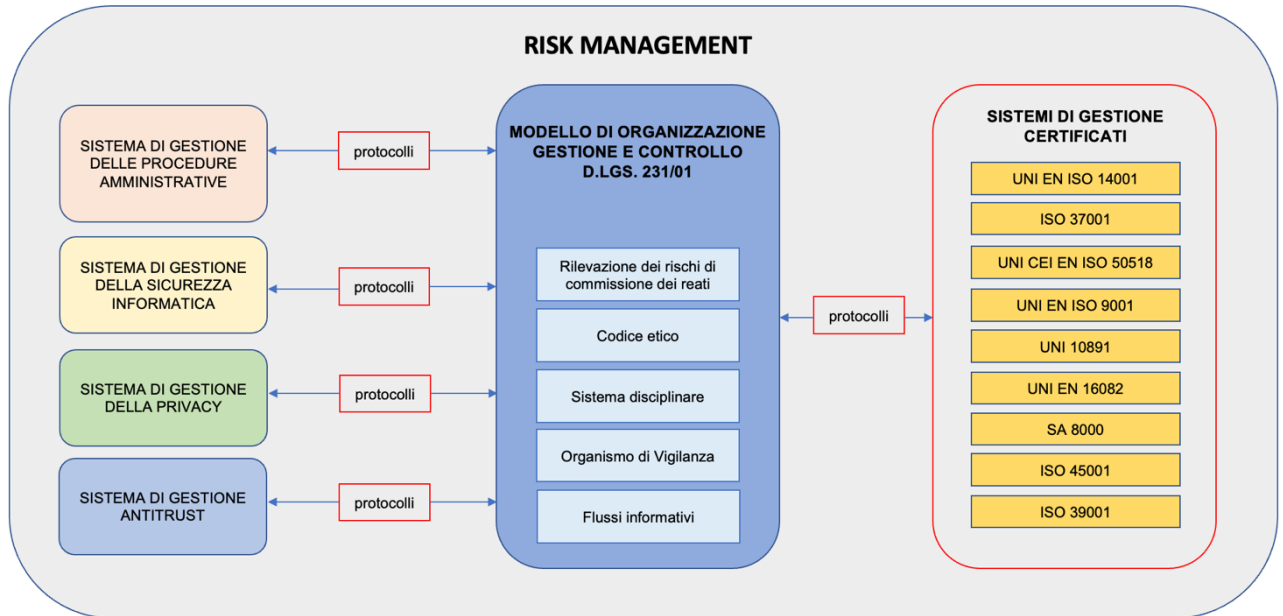 RISK MANAGEMENT
SISTEMA DI GESTIONE
DELLE PROCEDURE
AMMINISTRATIVE
protocolli
SISTEMA DI GESTIONE
DELLA SICUREZZA
INFORMATICA
protocolli
SISTEMA DI GESTIONE
DELLA PRIVACY
protocolli
SISTEMA DI GESTIONE
ANTITRUST
protocolli
MODELLO DI ORGANIZZAZIONE
GESTIONE E CONTROLLO
D.LGS. 231/01
Rilevazione dei rischi di
commissione dei reati
Codice etico
Sistema disciplinare
Organismo di Vigilanza
Flussi informativi
protocolli
SISTEMI DI GESTIONE
CERTIFICATI
UNI EN ISO 14001
ISO 37001
UNI CEI EN ISO 50518
UNI EN ISO 9001
UNI 10891
UNI EN 16082
SA 8000
ISO 45001
ISO 39001